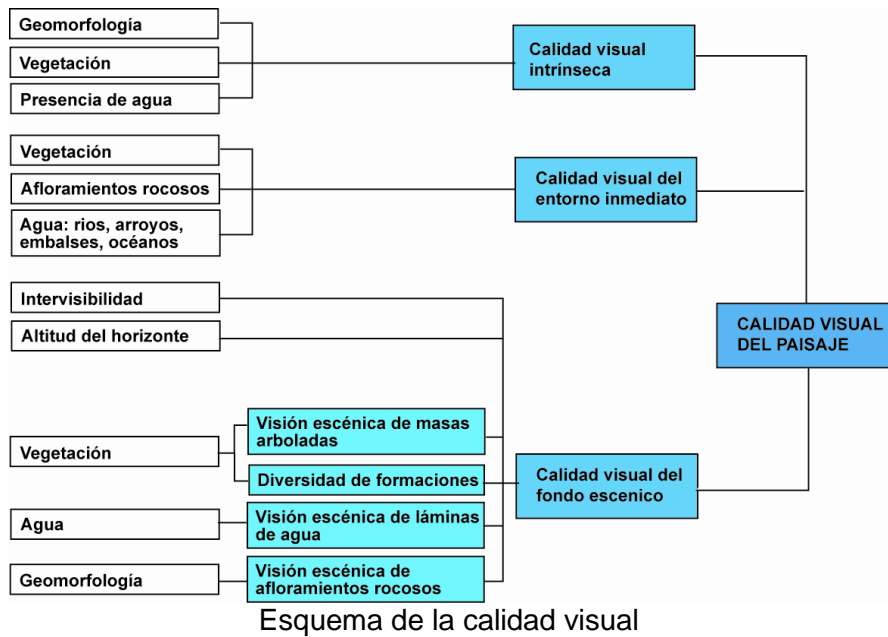 Geomorfología
Vegetación
Presencia de agua
Calidad visual
intrínseca
Vegetación
Afloramientos rocosos
Agua: rios, arroyos,
embalses, océanos
Calidad visual del
entorno inmediato
Intervisibilidad
Altitud del horizonte
Vegetación
Visión escénica de masas
arboladas
Diversidad de formaciones
Agua
Visión escénica de láminas
de agua
Geomorfología
Visión escénica de
afloramientos rocosos
Calidad visual del
fondo escenico
CALIDAD VISUAL
DEL PAISAJE
Esquema de la calidad visual